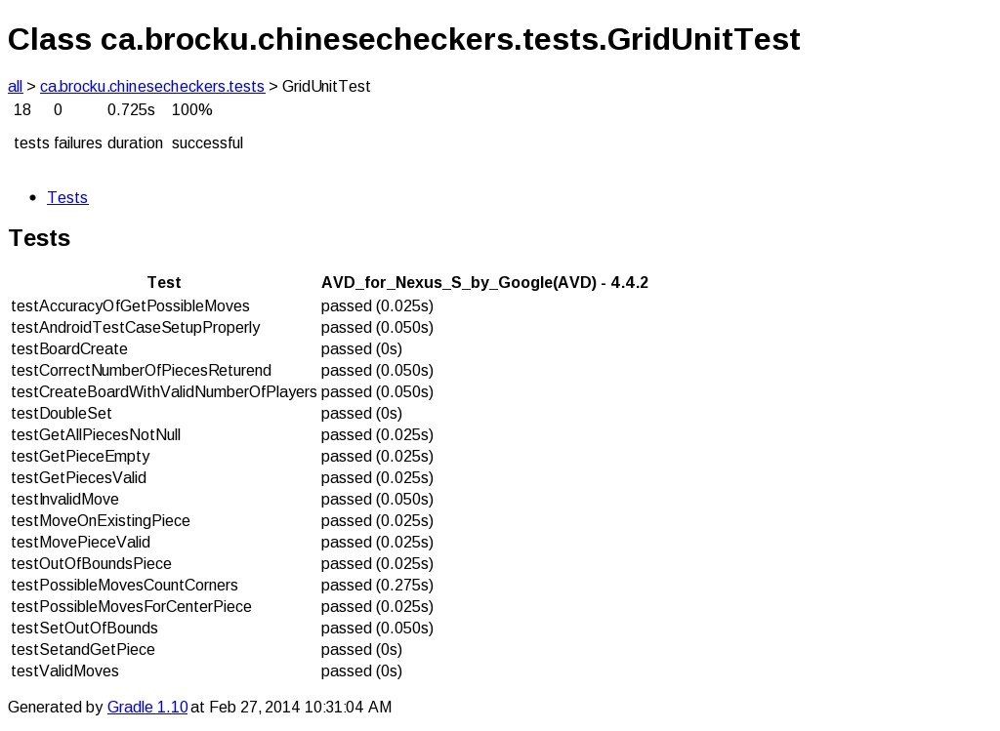 Class ca.brocku.chinesecheckers.tests.GridUnitTest
all > ca.brocku.chinesecheckers.tests > GridUnitTest
18 0 0.725s 100%
tests failures duration successful
• Tests
Tests
Test AVD_for_Nexus_S_by_Google(AVD) - 4.4.2
testAccuracyOfGetPossibleMoves passed (0.025s)
testAndroidTestCaseSetupProperly passed (0.050s)
testBoardCreate passed (0s)
testCorrectNumberOfPiecesReturend passed (0.050s)
testCreateBoardWithValidNumberOfPlayers passed (0.050s)
testDoubleSet passed (0s)
testGetAllPiecesNotNull passed (0.025s)
testGetPieceEmpty passed (0.025s)
testGetPiecesValid passed (0.025s)
testInvalidMove passed (0.050s)
testMoveOnExistingPiece passed (0.025s)
testMovePieceValid passed (0.025s)
testOutOfBoundsPiece passed (0.025s)
testPossibleMovesCountCorners passed (0.275s)
testPossibleMovesForCenterPiece passed (0.025s)
testSetOutOfBounds passed (0.050s)
testSetandGetPiece passed (0s)
testValidMoves passed (0s)
Generated by Gradle 1.10 at Feb 27, 2014 10:31:04 AM